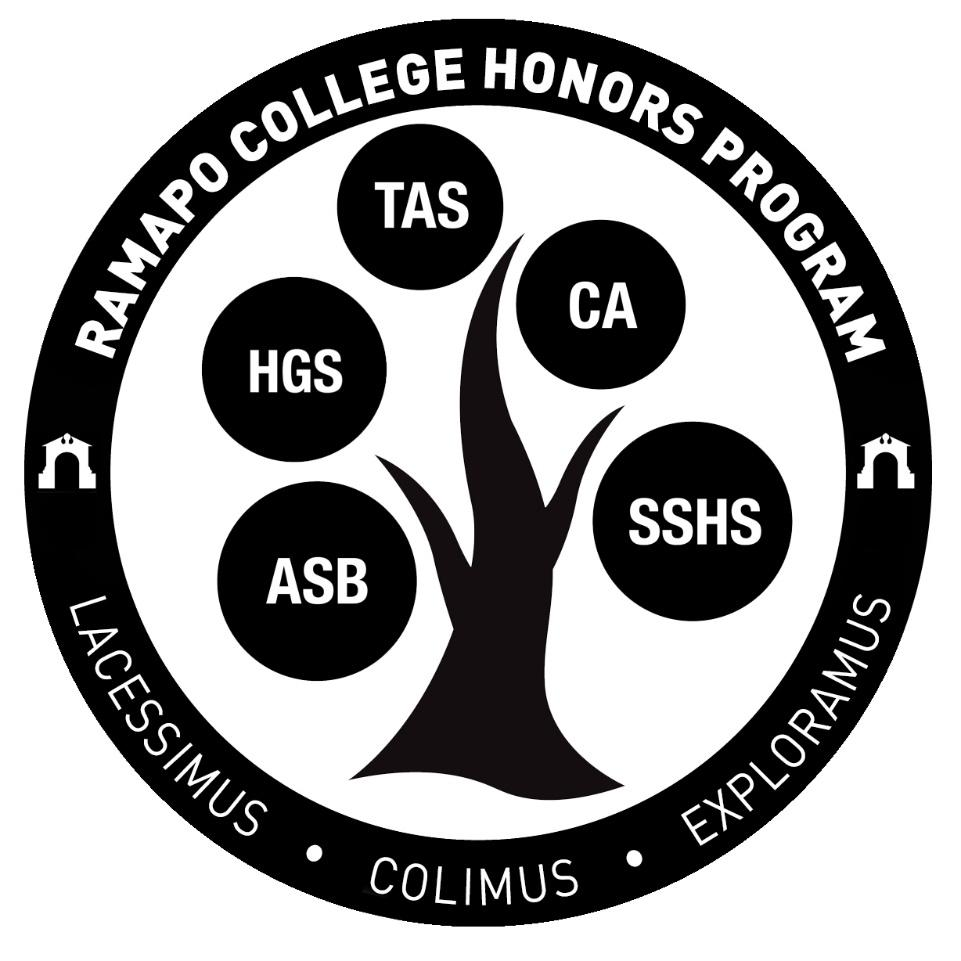 RAMAPO COLLEGE HONORS PROGRAM
TAS
CA
HGS
SSHS
ASB
LACESSIMUS • COLIMUS • EXPLORAMUS